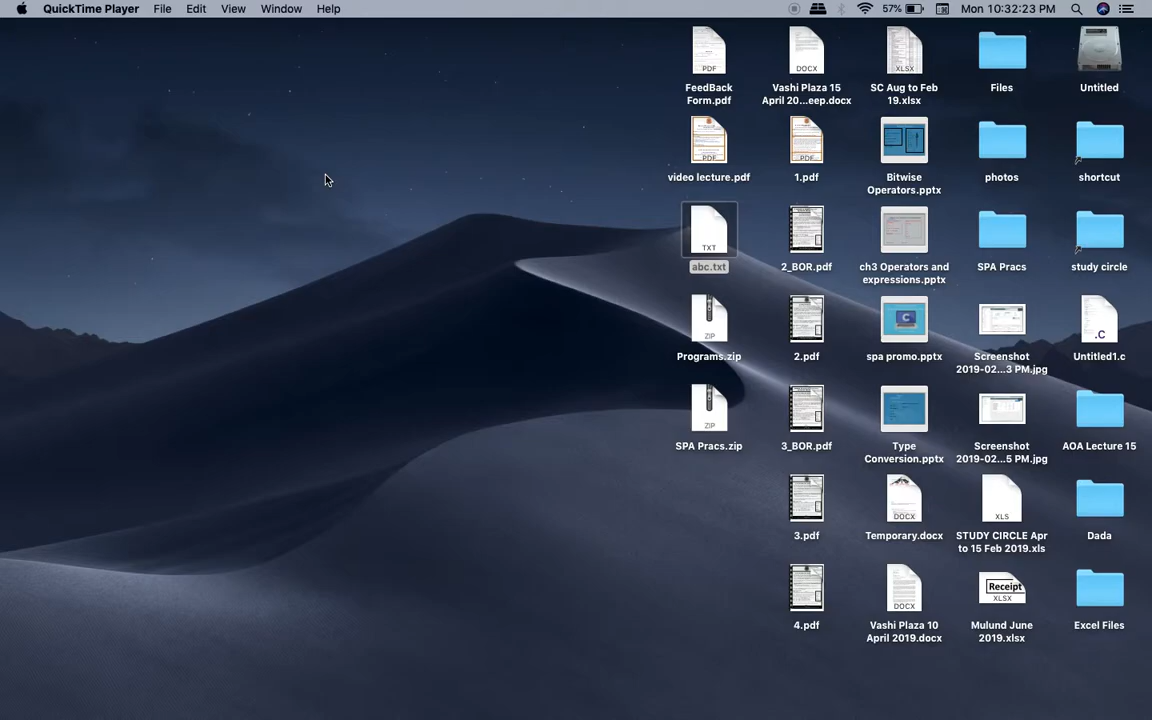 QuickTime Player File Edit View Window Help 57% Mon 10:32:23 PM
PDF
FeedBack
Form.pdf
DOCX
Vashi Plaza 15
April 20...eep.docx
XLSX
SC Aug to Feb
19.xlsx
Files
Untitled
PDF
video lecture.pdf
PDF
1.pdf
Bitwise
Operators.pptx
photos
shortcut
TXT
abc.txt
2_BOR.pdf
ch3 Operators and
expressions.pptx
SPA Pracs
study circle
ZIP
Programs.zip
2.pdf
C
spa promo.pptx
Screenshot
2019-02...3 PM.jpg
.C
Untitled1.c
ZIP
SPA Pracs.zip
3_BOR.pdf
Type
Conversion.pptx
Screenshot
2019-02...5 PM.jpg
AOA Lecture 15
3.pdf
DOCX
Temporary.docx
XLS
STUDY CIRCLE Apr
to 15 Feb 2019.xls
Dada
4.pdf
DOCX
Vashi Plaza 10
April 2019.docx
Receipt
XLSX
Mulund June
2019.xlsx
Excel Files